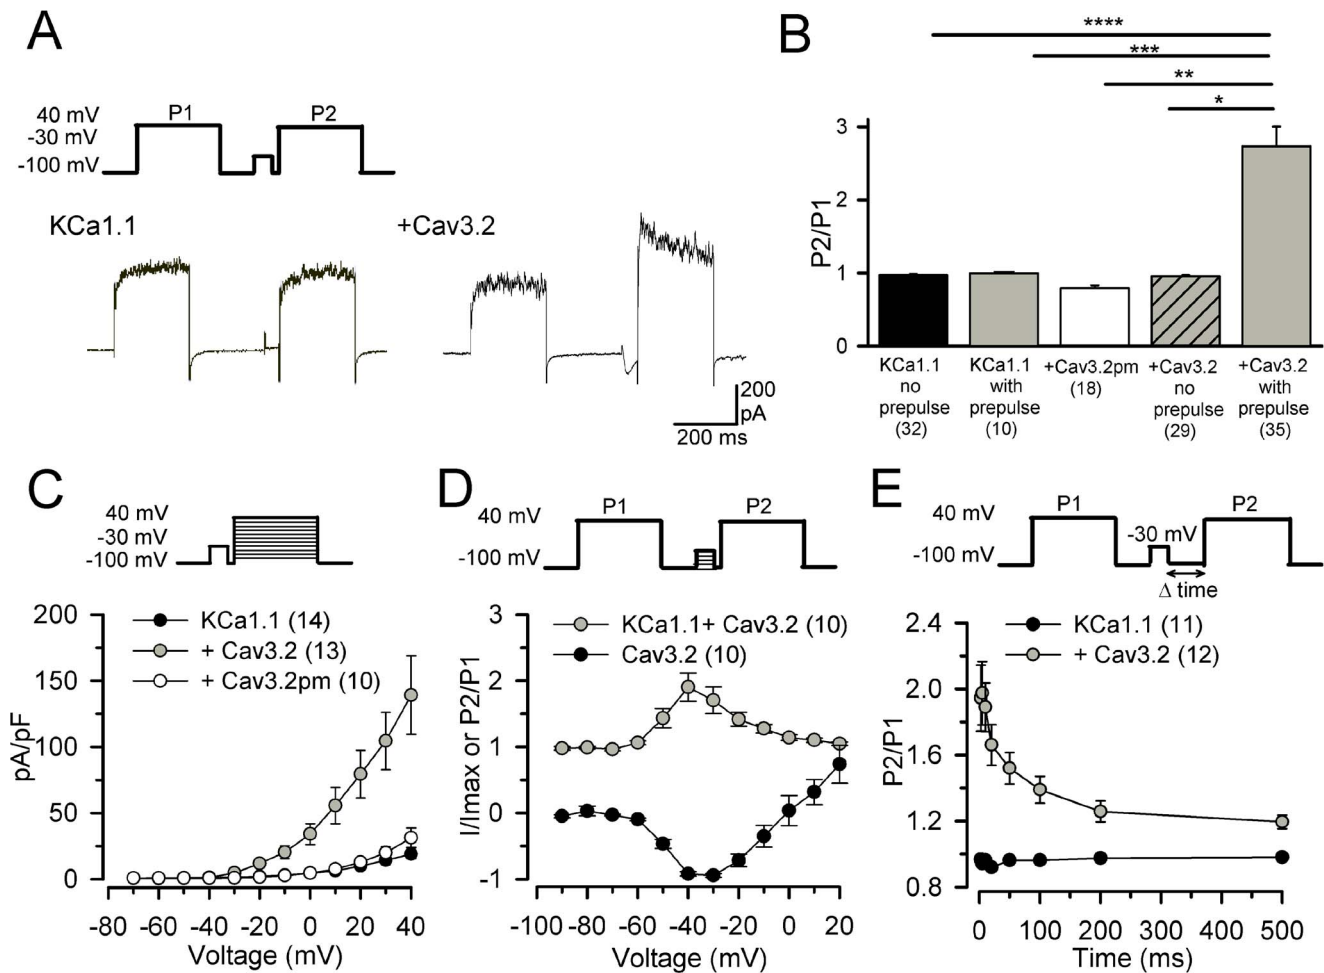 A
40 mV
-30 mV
-100 mV
P1
P2
KCa1.1
+Cav3.2
200
pA
200 ms
B
****
***
**
*
P2/P1
3
2
1
0
KCa1.1
no
prepulse
(32)
KCa1.1
with
prepulse
(10)
+Cav3.2pm
(18)
+Cav3.2
no
prepulse
(29)
+Cav3.2
with
prepulse
(35)
C
40 mV
-30 mV
-100 mV
KCa1.1 (14)
+ Cav3.2 (13)
+ Cav3.2pm (10)
pA/pF
200
150
100
50
0
-80 -60 -40 -20 0 20 40
Voltage (mV)
D
P1
P2
40 mV
-100 mV
KCa1.1+ Cav3.2 (10)
Cav3.2 (10)
I/Imax or P2/P1
3
2
1
0
-1
-100 -80 -60 -40 -20 0 20
Voltage (mV)
E
P1
P2
40 mV
-30 mV
-100 mV
Δ time
KCa1.1 (11)
+ Cav3.2 (12)
P2/P1
2.4
2.0
1.6
1.2
0.8
0 100 200 300 400 500
Time (ms)